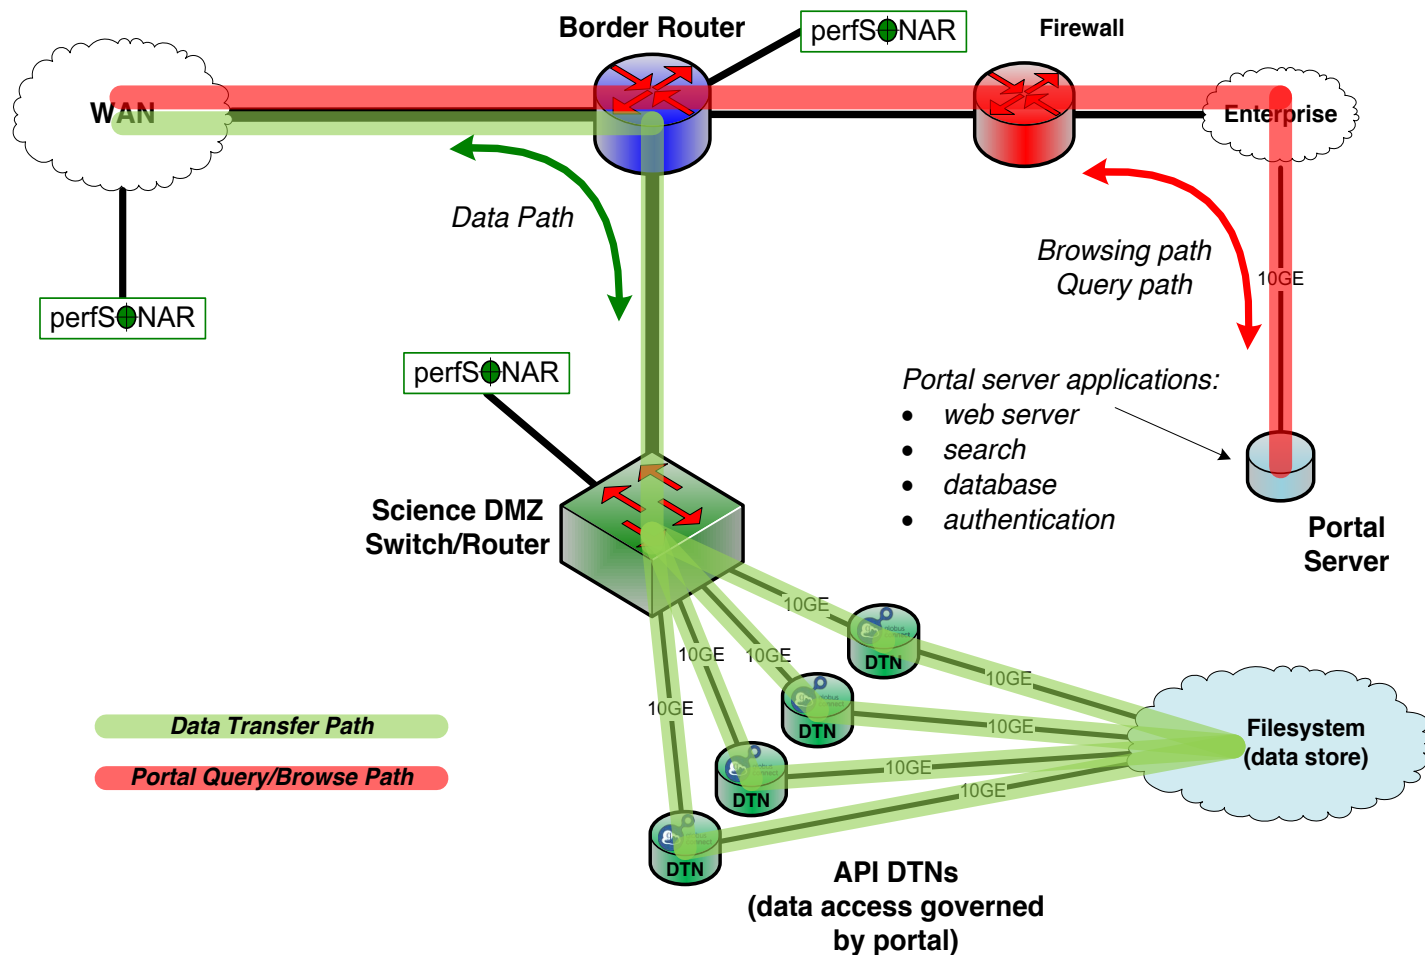 Border Router
perfSONAR
Firewall
WAN
Enterprise
Data Path
Browsing path
Query path
10GE
perfSONAR
perfSONAR
Portal server applications:
• web server
• search
• database
• authentication
Science DMZ
Switch/Router
Portal
Server
10GE
10GE
10GE
10GE
DTN
DTN
DTN
DTN
10GE
10GE
10GE
10GE
Filesystem
(data store)
Data Transfer Path
Portal Query/Browse Path
API DTNs
(data access governed
by portal)